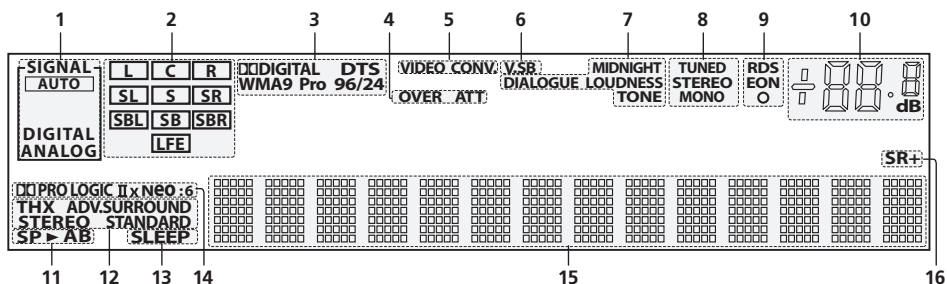 1 2 3 4 5 6 7 8 9 10
SIGNAL
AUTO
DIGITAL
ANALOG
L C R
SL S SR
SBL SB SBR
LFE
DIGITAL DTS
WMA9 Pro 96/24
VIDEO CONV.
OVER ATT
V.SB
DIALOGUE
MIDNIGHT
LOUDNESS
TONE
TUNED
STEREO
MONO
RDS
EON
dB
SR+
PRO LOGIC II x Neo :6
THX ADV.SURROUND
STEREO STANDARD
SP ► AB SLEEP
11 12 13 14 15 16